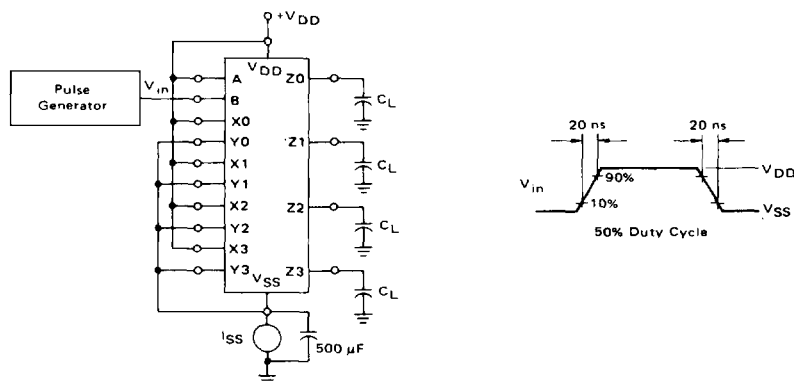 +VDD
Pulse
Generator
Vin
VDD
A
B
X0
Y0
X1
Y1
X2
Y2
X3
Y3
VSS
Z0
Z1
Z2
Z3
CL
CL
CL
CL
ISS
500 µF
20 ns
20 ns
Vin
90%
10%
VDD
VSS
50% Duty Cycle